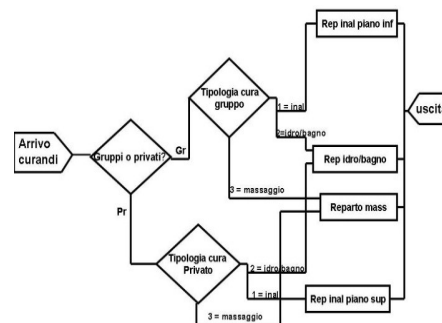 Rep inal piano inf
Tipologia cura
gruppo
1 = inal
uscita
2=idro/bagno
Arrivo
curandi
Gruppi o privati?
Gr
Rep idro/bagno
3 = massaggio
Reparto mass
Pr
Tipologia cura
Privato
2 = idro/bagno
1 = inal
Rep inal piano sup
3 = massaggio